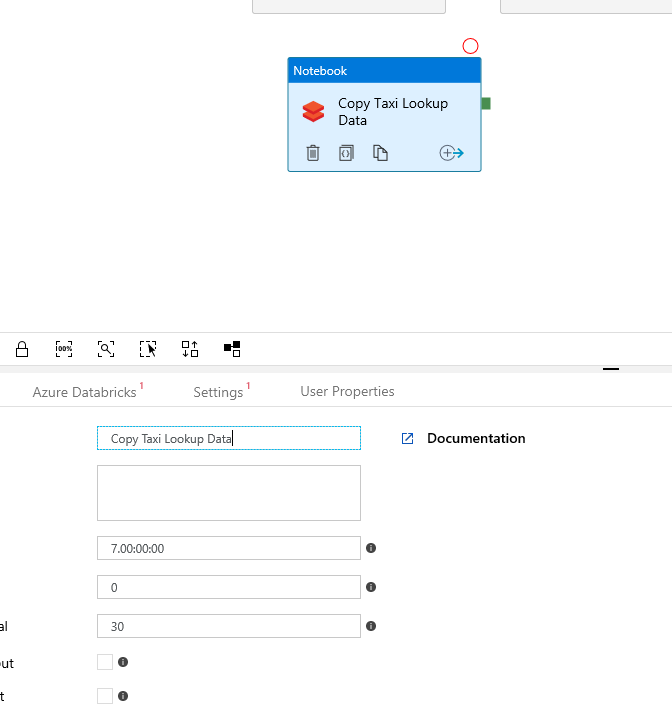 Notebook
Copy Taxi Lookup
Data
100%
Azure Databricks 1
Settings 1
User Properties
Copy Taxi Lookup Data
Documentation
7.00:00:00
0
al
30
out
t